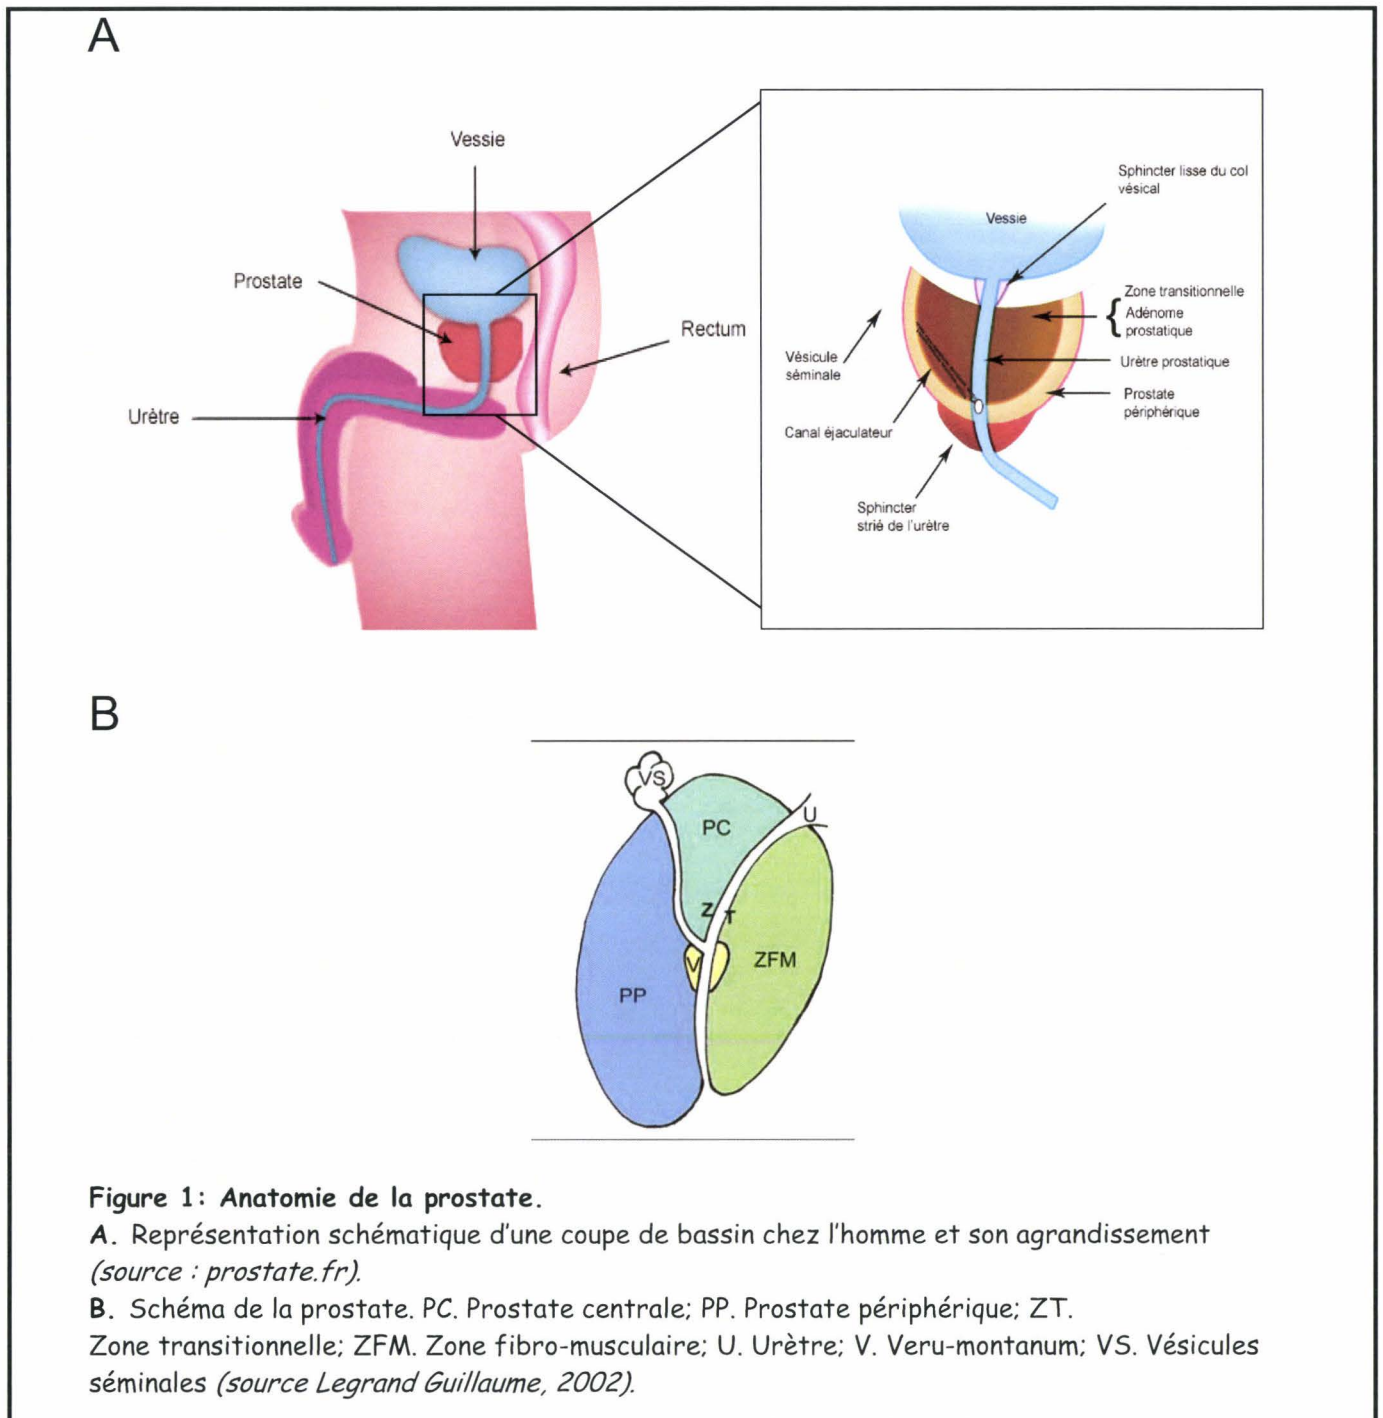 A
Vessie
Prostate
Rectum
Urètre
Sphincter lisse du col
vésical
Vessie
Zone transitionnelle
Adénome
prostatique
Vésicule
séminale
Urètre prostatique
Prostate
périphérique
Canal éjaculateur
Sphincter
strié de l'urètre
B
VS
PC
U
Z T
V
ZFM
PP
Figure 1: Anatomie de la prostate.
A. Représentation schématique d'une coupe de bassin chez l'homme et son agrandissement
(source : prostate.fr).
B. Schéma de la prostate. PC. Prostate centrale; PP. Prostate périphérique; ZT.
Zone transitionnelle; ZFM. Zone fibro-musculaire; U. Urètre; V. Veru-montanum; VS. Vésicules
séminales (source Legrand Guillaume, 2002).